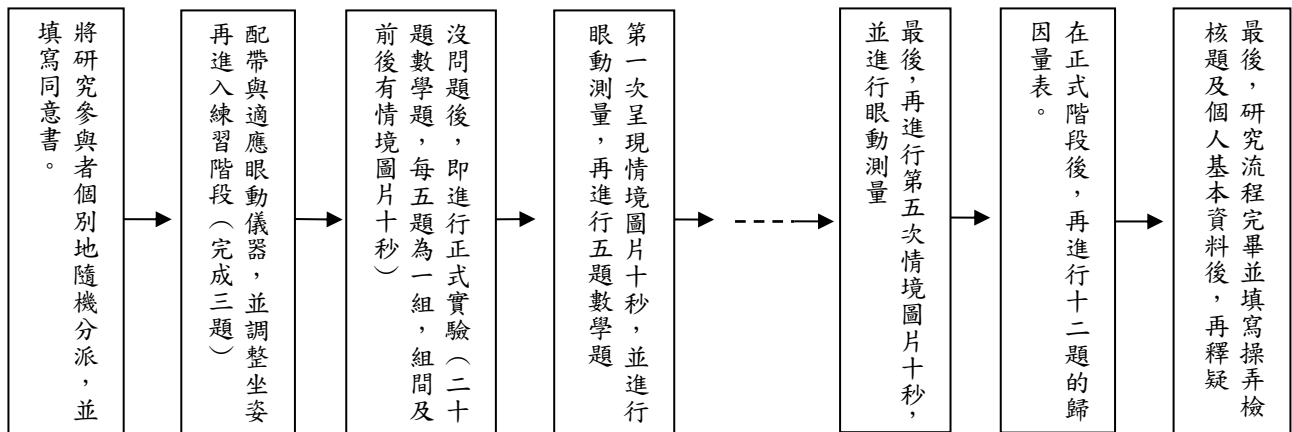 將研究參與者個別地隨機分派，並
填寫同意書。
配帶與適應眼動儀器，並調整坐姿
再進入練習階段（完成三題）
沒問題後，即進行正式實驗（二十
題數學題，每五題為一組，組間及
前後有情境圖片十秒）
第一次呈現情境圖片十秒，並進行
眼動測量，再進行五題數學題
最後，再進行第五次情境圖片十秒，
並進行眼動測量
在正式階段後，再進行十二題的歸
因量表。
最後，研究流程完畢並填寫操弄檢
核題及個人基本資料後，再釋疑